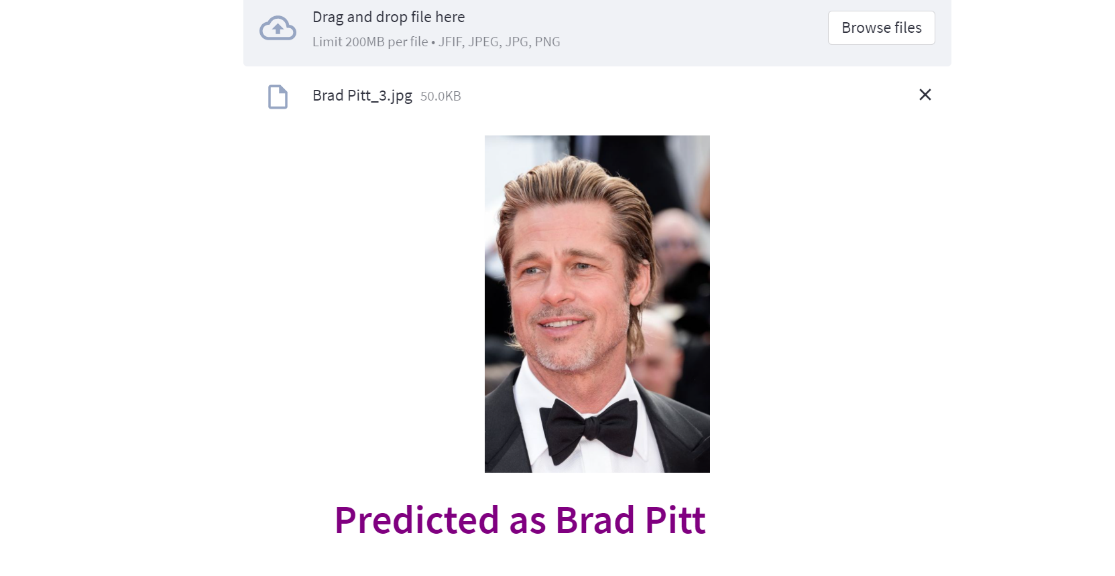 Drag and drop file here
Limit 200MB per file • JFIF, JPEG, JPG, PNG
Browse files
Brad Pitt_3.jpg 50.0KB
Predicted as Brad Pitt